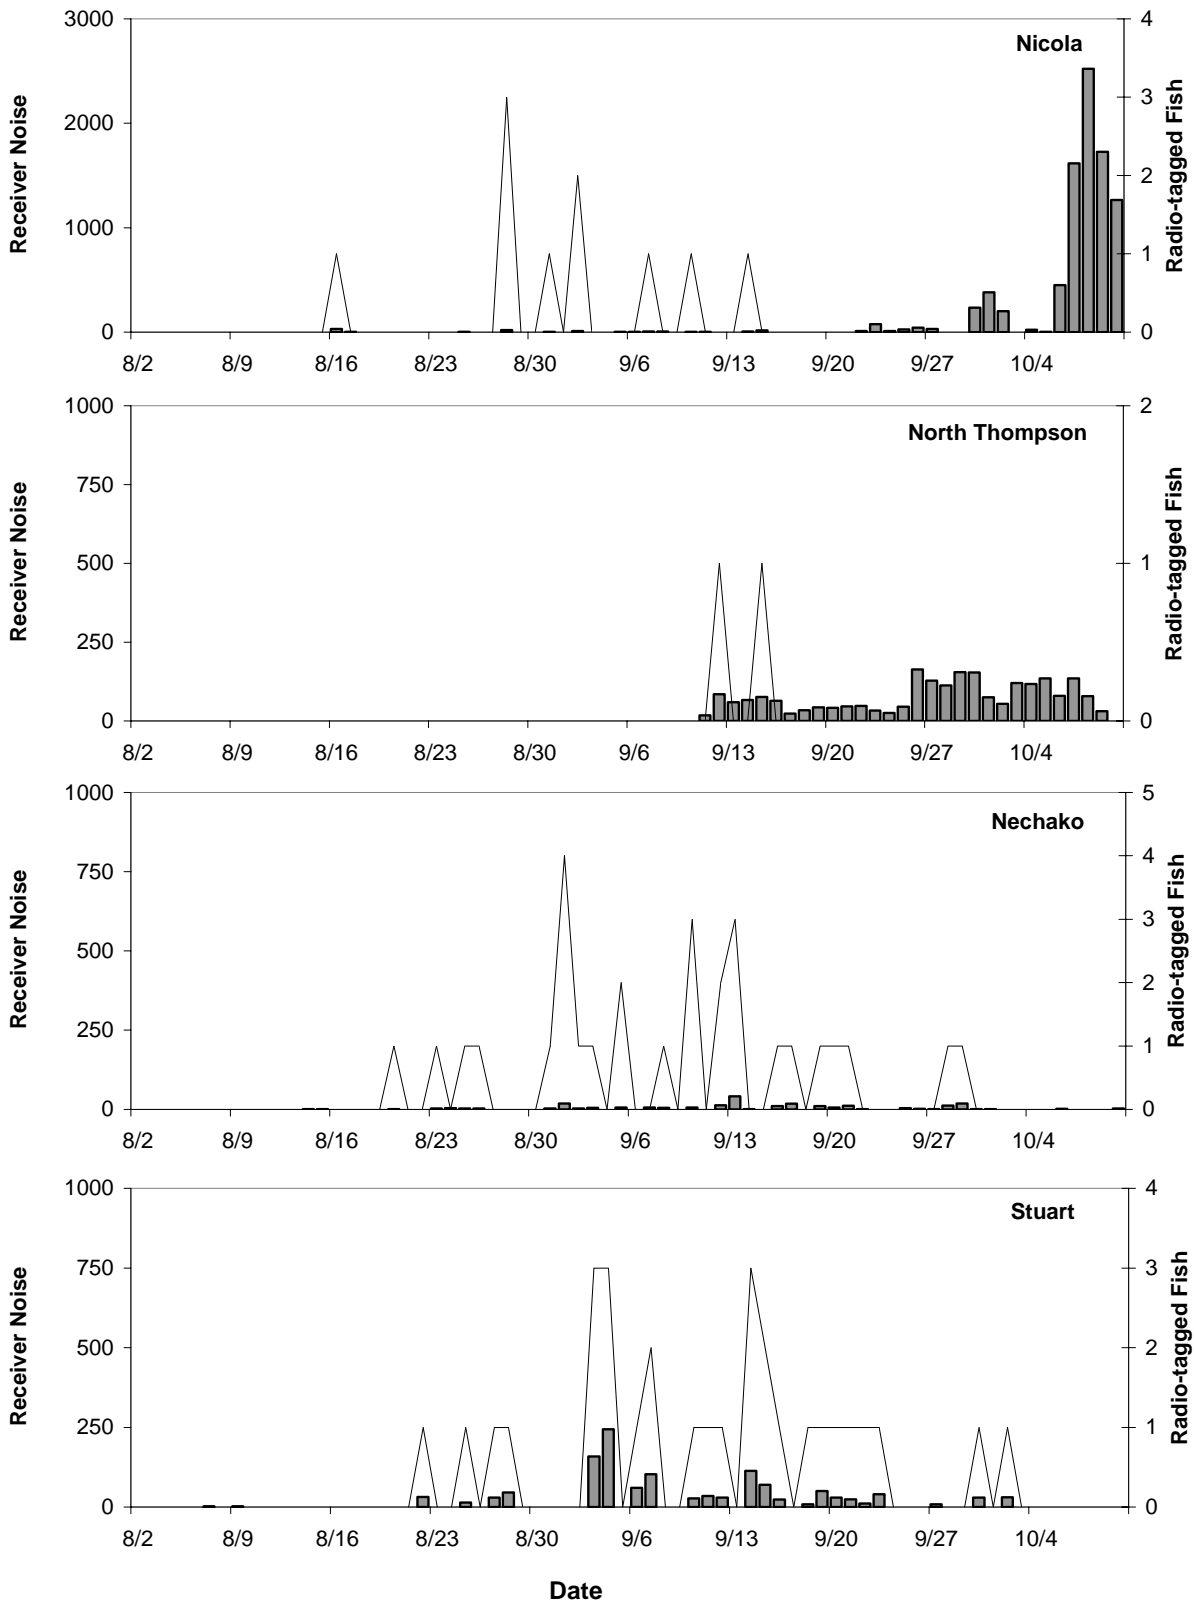 Nicola
Receiver Noise
3000
2000
1000
0
Radio-tagged Fish
4
3
2
1
0
8/2 8/9 8/16 8/23 8/30 9/6 9/13 9/20 9/27 10/4
North Thompson
Receiver Noise
1000
750
500
250
0
Radio-tagged Fish
2
1
0
8/2 8/9 8/16 8/23 8/30 9/6 9/13 9/20 9/27 10/4
Nechako
Receiver Noise
1000
750
500
250
0
Radio-tagged Fish
5
4
3
2
1
0
8/2 8/9 8/16 8/23 8/30 9/6 9/13 9/20 9/27 10/4
Stuart
Receiver Noise
1000
750
500
250
0
Radio-tagged Fish
4
3
2
1
0
8/2 8/9 8/16 8/23 8/30 9/6 9/13 9/20 9/27 10/4
Date